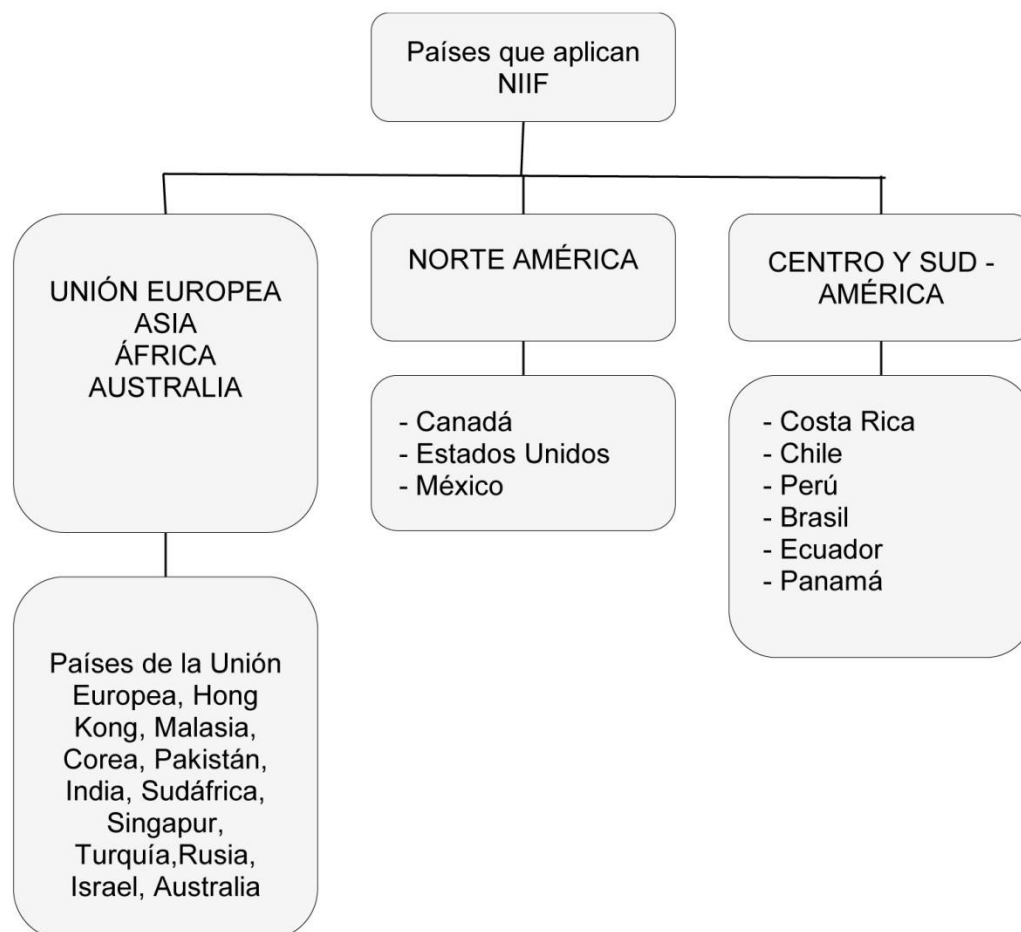 Países que aplican
NIIF
UNIÓN EUROPEA
ASIA
ÁFRICA
AUSTRALIA
NORTE AMÉRICA
CENTRO Y SUD -
AMÉRICA
- Canadá
- Estados Unidos
- México
- Costa Rica
- Chile
- Perú
- Brasil
- Ecuador
- Panamá
Países de la Unión
Europea, Hong
Kong, Malasia,
Corea, Pakistán,
India, Sudáfrica,
Singapur,
Turquía,Rusia,
Israel, Australia